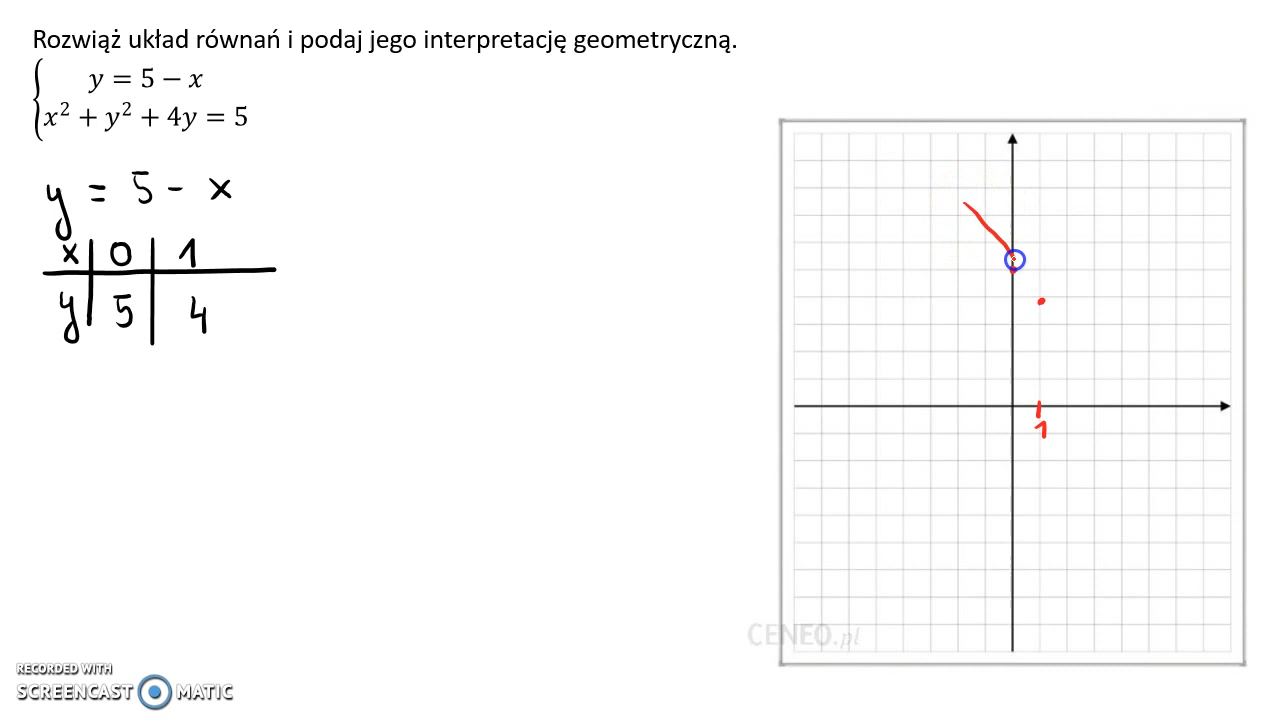 Rozwiąż układ równań i podaj jego interpretację geometryczną.
y = 5 − x
x² + y² + 4y = 5
y = 5 - x
x | 0 | 1
y | 5 | 4
1
CENEO.pl
RECORDED WITH
SCREENCAST MATIC